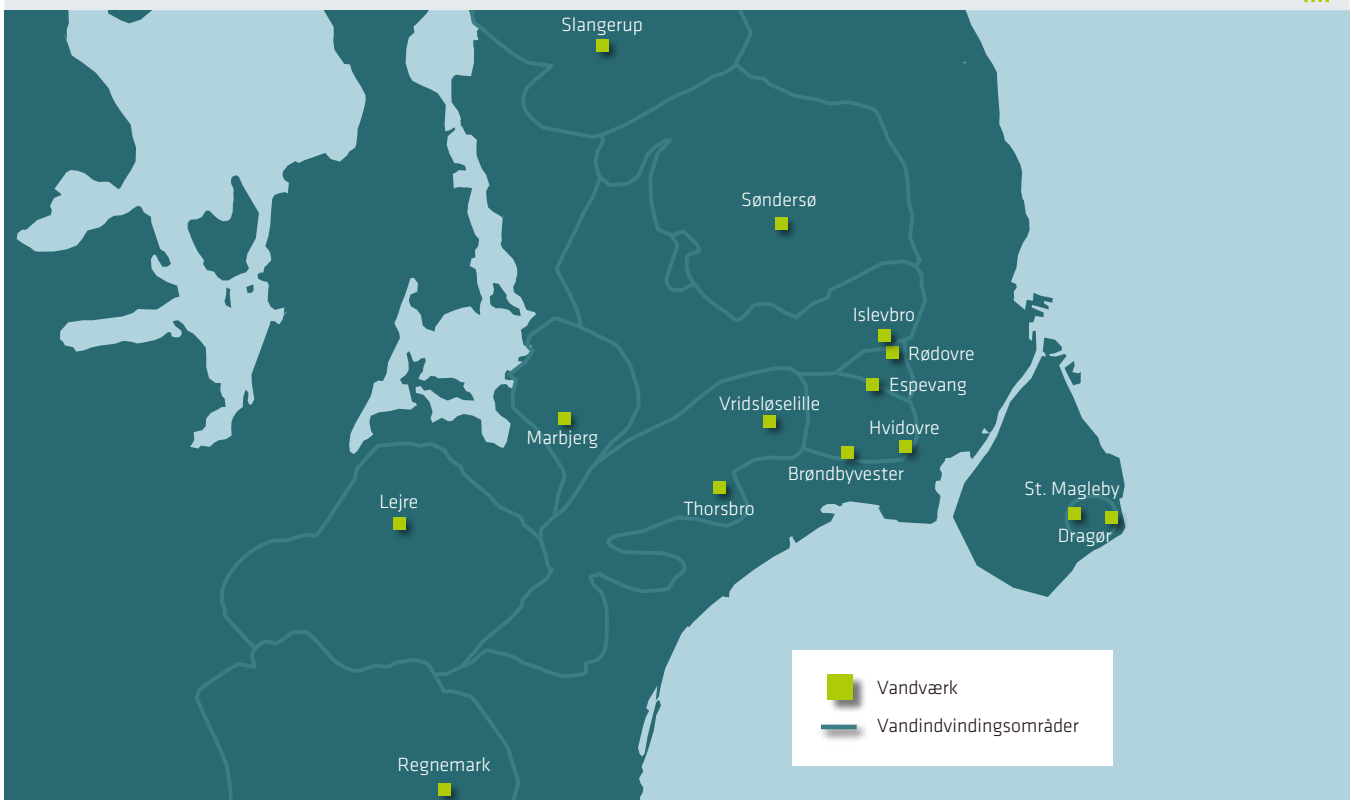 Slangerup
Søndersø
Islevbro
Rødovre
Espevang
Vridsløselille
Hvidovre
Marbjerg
Brøndbyvester
St. Magleby
Lejre
Thorsbro
Dragør
Vandværk
Vandindvindingsområder
Regnemark